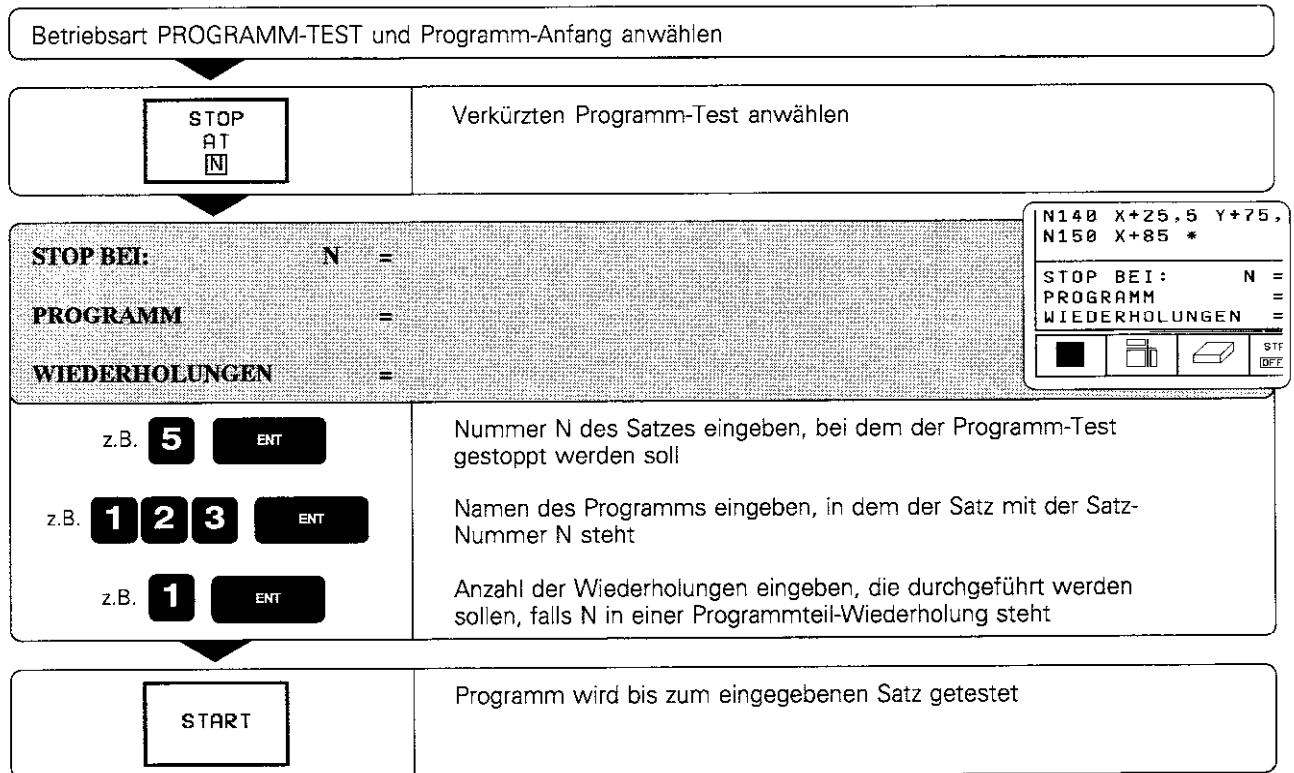 Betriebsart PROGRAMM-TEST und Programm-Anfang anwählen
STOP
AT
N
Verkürzten Programm-Test anwählen
STOP BEI: N =
PROGRAMM =
WIEDERHOLUNGEN =
N140 X+25,5 Y+75,
N150 X+85 *
STOP BEI: N =
PROGRAMM =
WIEDERHOLUNGEN =
OFF
z.B. 5 ENT
Nummer N des Satzes eingeben, bei dem der Programm-Test
gestoppt werden soll
z.B. 1 2 3 ENT
Namen des Programms eingeben, in dem der Satz mit der Satz-
Nummer N steht
z.B. 1 ENT
Anzahl der Wiederholungen eingeben, die durchgeführt werden
sollen, falls N in einer Programmteil-Wiederholung steht
START
Programm wird bis zum eingegebenen Satz getestet